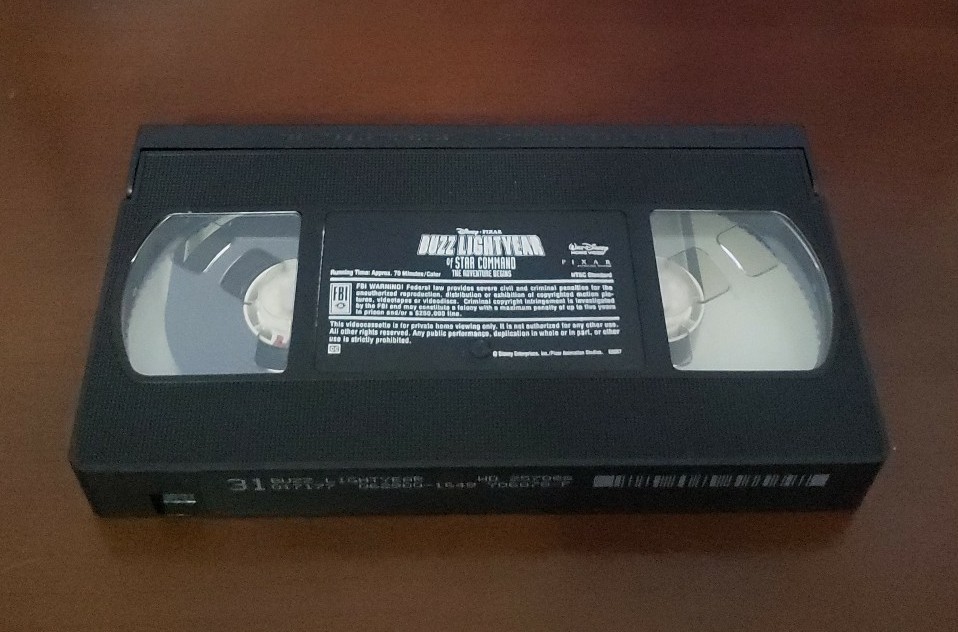 Disney · PIXAR
BUZZ LIGHTYEAR
of STAR COMMAND
THE ADVENTURE BEGINS
WALT DISNEY
HOME VIDEO
PIXAR
Running Time: Approx. 70 Minutes/Color
NTSC Standard
FBI
FBI WARNING! Federal law provides severe civil and criminal penalties for the
unauthorized reproduction, distribution or exhibition of copyrighted motion pic-
tures, videotapes or videodiscs. Criminal copyright infringement is investigated
by the FBI and may constitute a felony with a maximum penalty of up to five years
in prison and/or a $250,000 fine.
This videocassette is for private home viewing only. It is not authorized for any other use.
All other rights reserved. Any public performance, duplication in whole or in part, or other
use is strictly prohibited.
CC
© Disney Enterprises, Inc./Pixar Animation Studios.
31 BUZZ LIGHTYEAR WO
017177